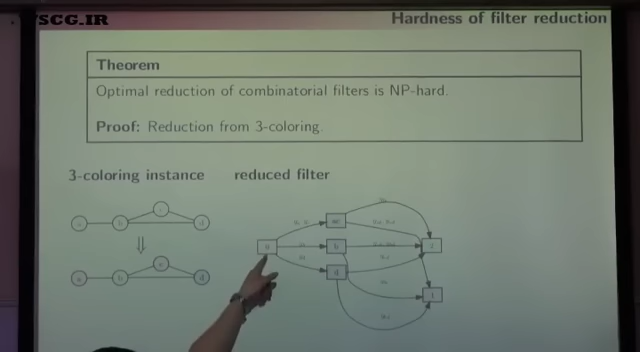 SCG.IR
Hardness of filter reduction
Theorem
Optimal reduction of combinatorial filters is NP-hard.
Proof: Reduction from 3-coloring.
3-coloring instance reduced filter
a b c d
a b c d